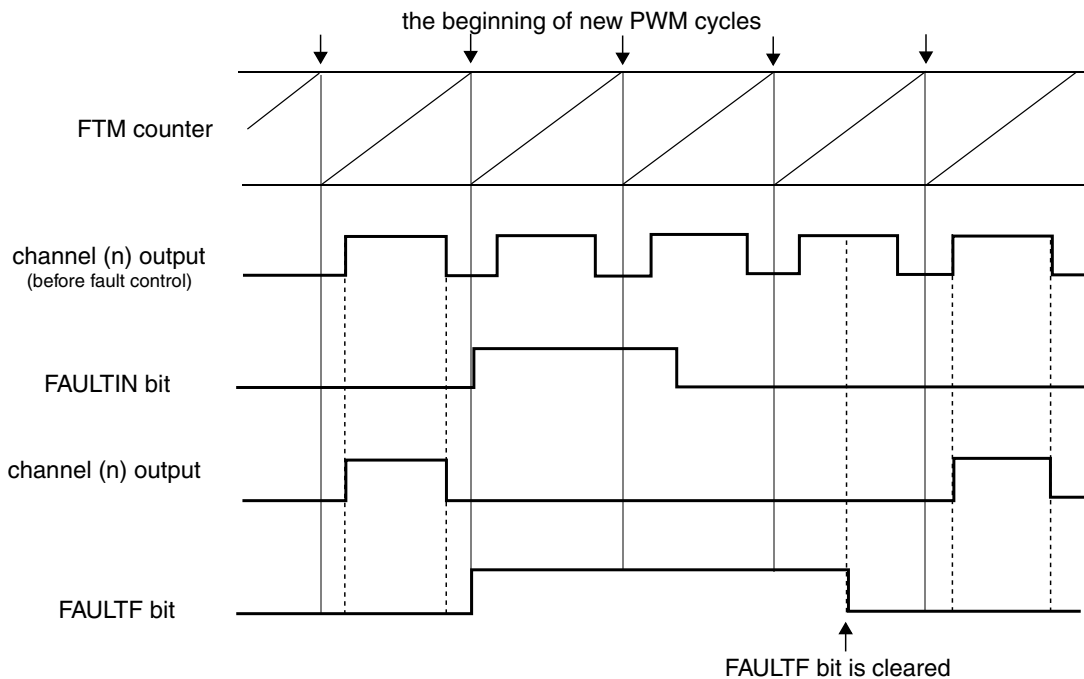 the beginning of new PWM cycles
FTM counter
channel (n) output
(before fault control)
FAULTIN bit
channel (n) output
FAULTF bit
FAULTF bit is cleared